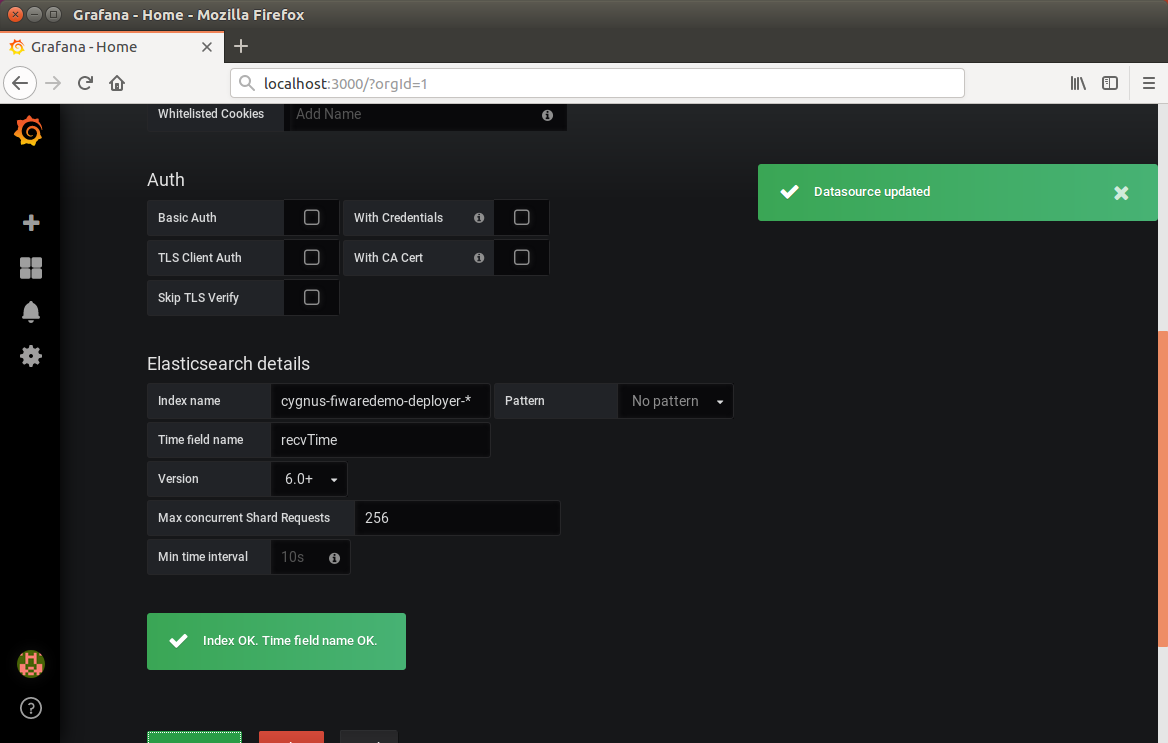 Grafana - Home - Mozilla Firefox
Grafana - Home
localhost:3000/?orgId=1
Whitelisted Cookies Add Name
Auth
Datasource updated
Basic Auth With Credentials
TLS Client Auth With CA Cert
Skip TLS Verify
Elasticsearch details
Index name cygnus-fiwaredemo-deployer-* Pattern No pattern
Time field name recvTime
Version 6.0+
Max concurrent Shard Requests 256
Min time interval 10s
Index OK. Time field name OK.